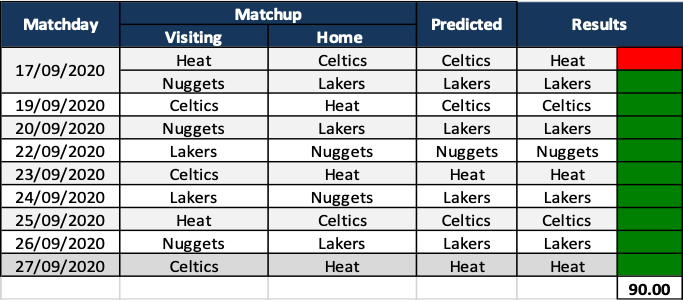 Matchday Matchup Predicted Results
Visiting Home
17/09/2020 Heat Celtics Celtics Heat
Nuggets Lakers Lakers Lakers
19/09/2020 Celtics Heat Celtics Celtics
20/09/2020 Nuggets Lakers Lakers Lakers
22/09/2020 Lakers Nuggets Nuggets Nuggets
23/09/2020 Celtics Heat Heat Heat
24/09/2020 Lakers Nuggets Lakers Lakers
25/09/2020 Heat Celtics Celtics Celtics
26/09/2020 Nuggets Lakers Lakers Lakers
27/09/2020 Celtics Heat Heat Heat
90.00